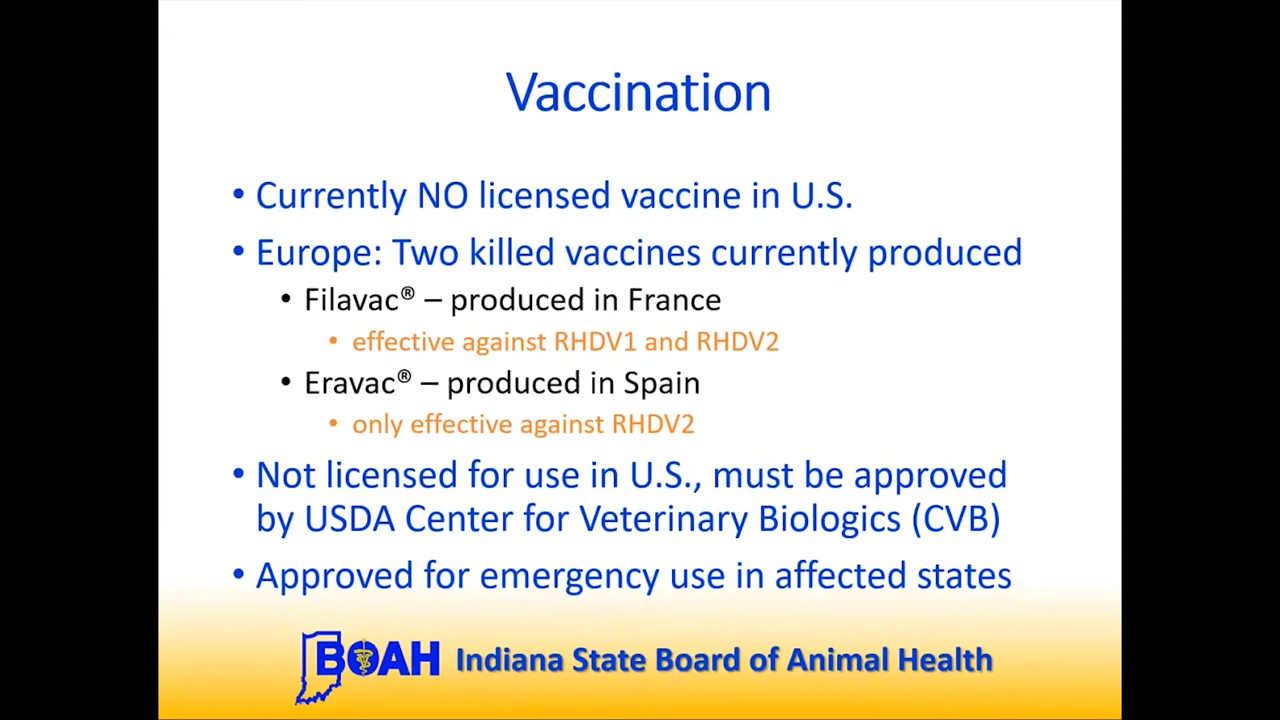 Vaccination
• Currently NO licensed vaccine in U.S.
• Europe: Two killed vaccines currently produced
• Filavac® – produced in France
• effective against RHDV1 and RHDV2
• Eravac® – produced in Spain
• only effective against RHDV2
• Not licensed for use in U.S., must be approved
by USDA Center for Veterinary Biologics (CVB)
• Approved for emergency use in affected states
BOAH Indiana State Board of Animal Health